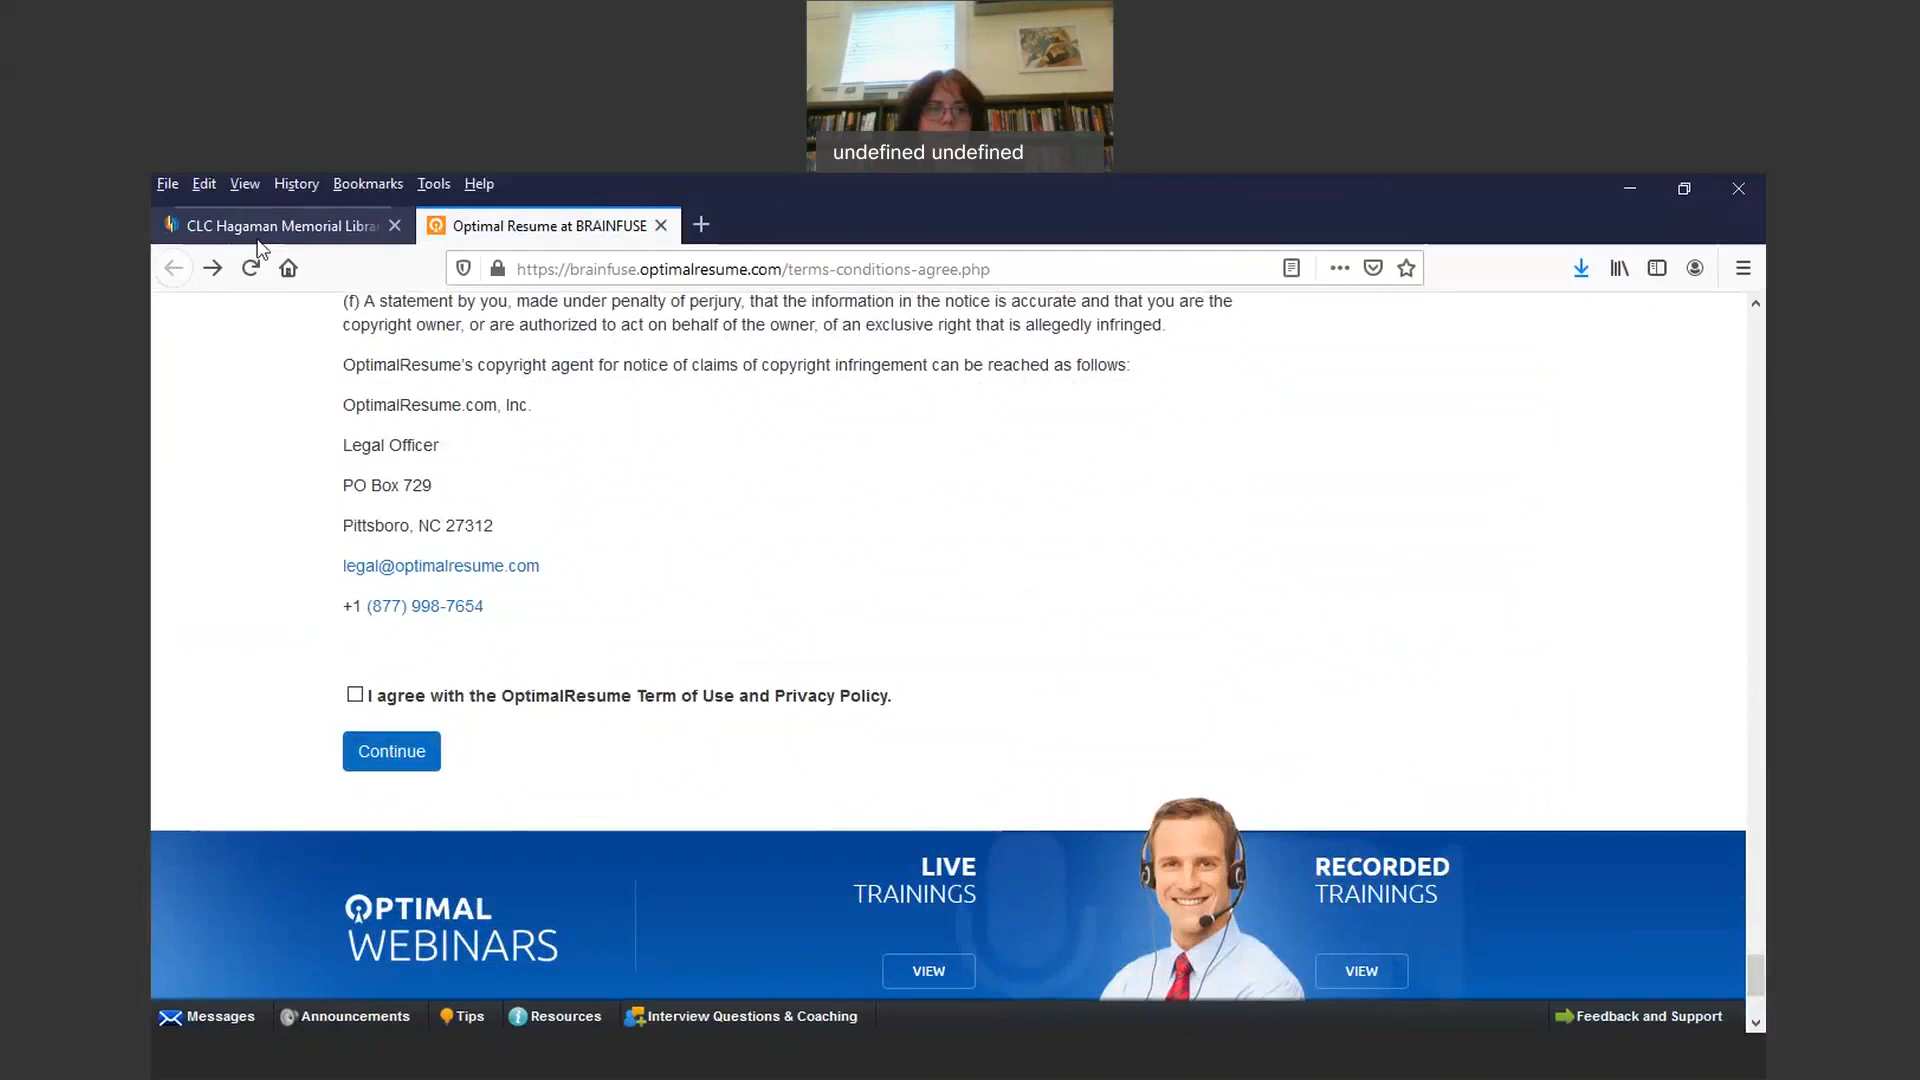 undefined undefined
File Edit View History Bookmarks Tools Help
CLC Hagaman Memorial Libra
Optimal Resume at BRAINFUSE
https://brainfuse.optimalresume.com/terms-conditions-agree.php
(f) A statement by you, made under penalty of perjury, that the information in the notice is accurate and that you are the
copyright owner, or are authorized to act on behalf of the owner, of an exclusive right that is allegedly infringed.
OptimalResume's copyright agent for notice of claims of copyright infringement can be reached as follows:
OptimalResume.com, Inc.
Legal Officer
PO Box 729
Pittsboro, NC 27312
legal@optimalresume.com
+1 (877) 998-7654
I agree with the OptimalResume Term of Use and Privacy Policy.
Continue
OPTIMAL
WEBINARS
LIVE
TRAININGS
VIEW
RECORDED
TRAININGS
VIEW
Messages Announcements Tips Resources Interview Questions & Coaching Feedback and Support